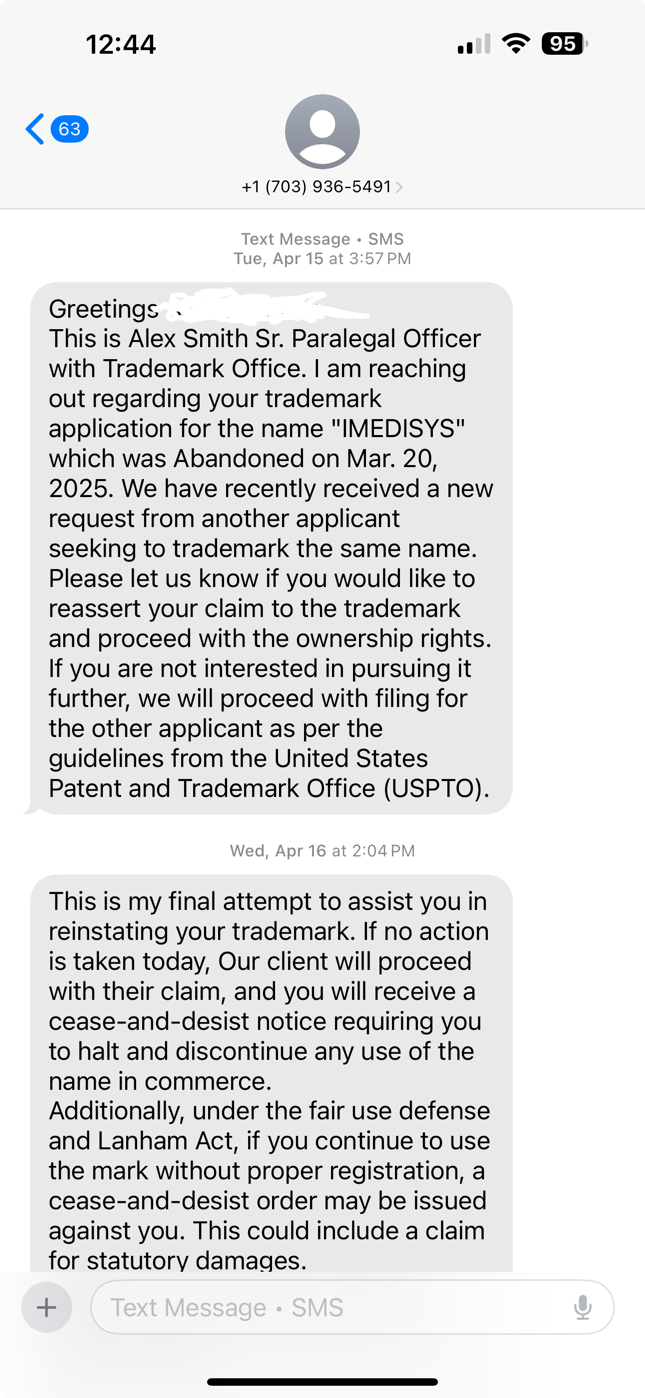 12:44
95
63
+1 (703) 936-5491
Text Message • SMS
Tue, Apr 15 at 3:57 PM
Greetings
This is Alex Smith Sr. Paralegal Officer
with Trademark Office. I am reaching
out regarding your trademark
application for the name "IMEDISYS"
which was Abandoned on Mar. 20,
2025. We have recently received a new
request from another applicant
seeking to trademark the same name.
Please let us know if you would like to
reassert your claim to the trademark
and proceed with the ownership rights.
If you are not interested in pursuing it
further, we will proceed with filing for
the other applicant as per the
guidelines from the United States
Patent and Trademark Office (USPTO).
Wed, Apr 16 at 2:04 PM
This is my final attempt to assist you in
reinstating your trademark. If no action
is taken today, Our client will proceed
with their claim, and you will receive a
cease-and-desist notice requiring you
to halt and discontinue any use of the
name in commerce.
Additionally, under the fair use defense
and Lanham Act, if you continue to use
the mark without proper registration, a
cease-and-desist order may be issued
against you. This could include a claim
for statutory damages.
Text Message • SMS